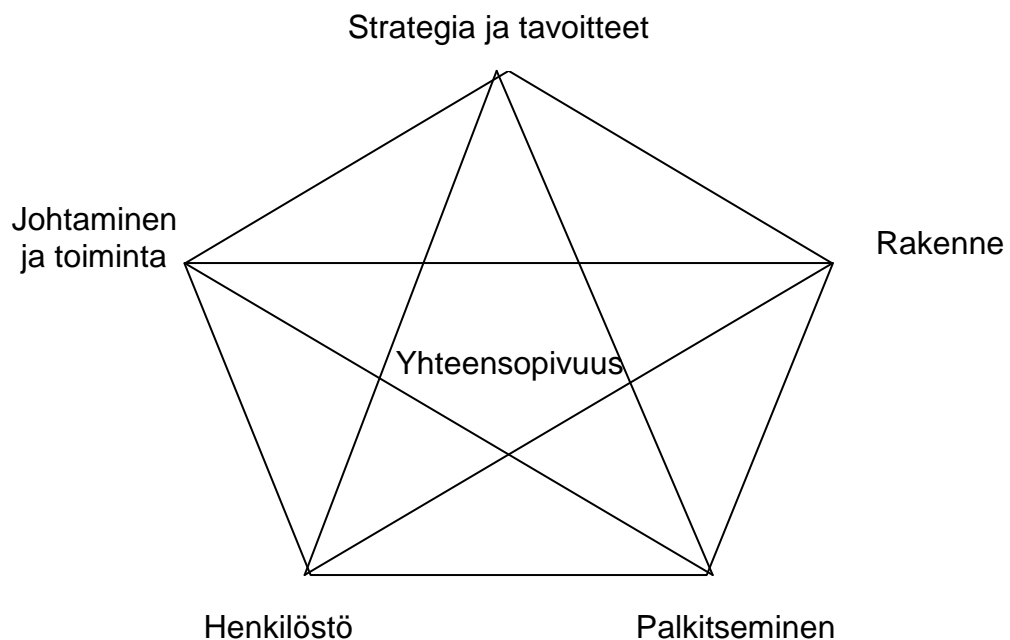 Strategia ja tavoitteet
Johtaminen
ja toiminta
Rakenne
Yhteensopivuus
Henkilöstö
Palkitseminen